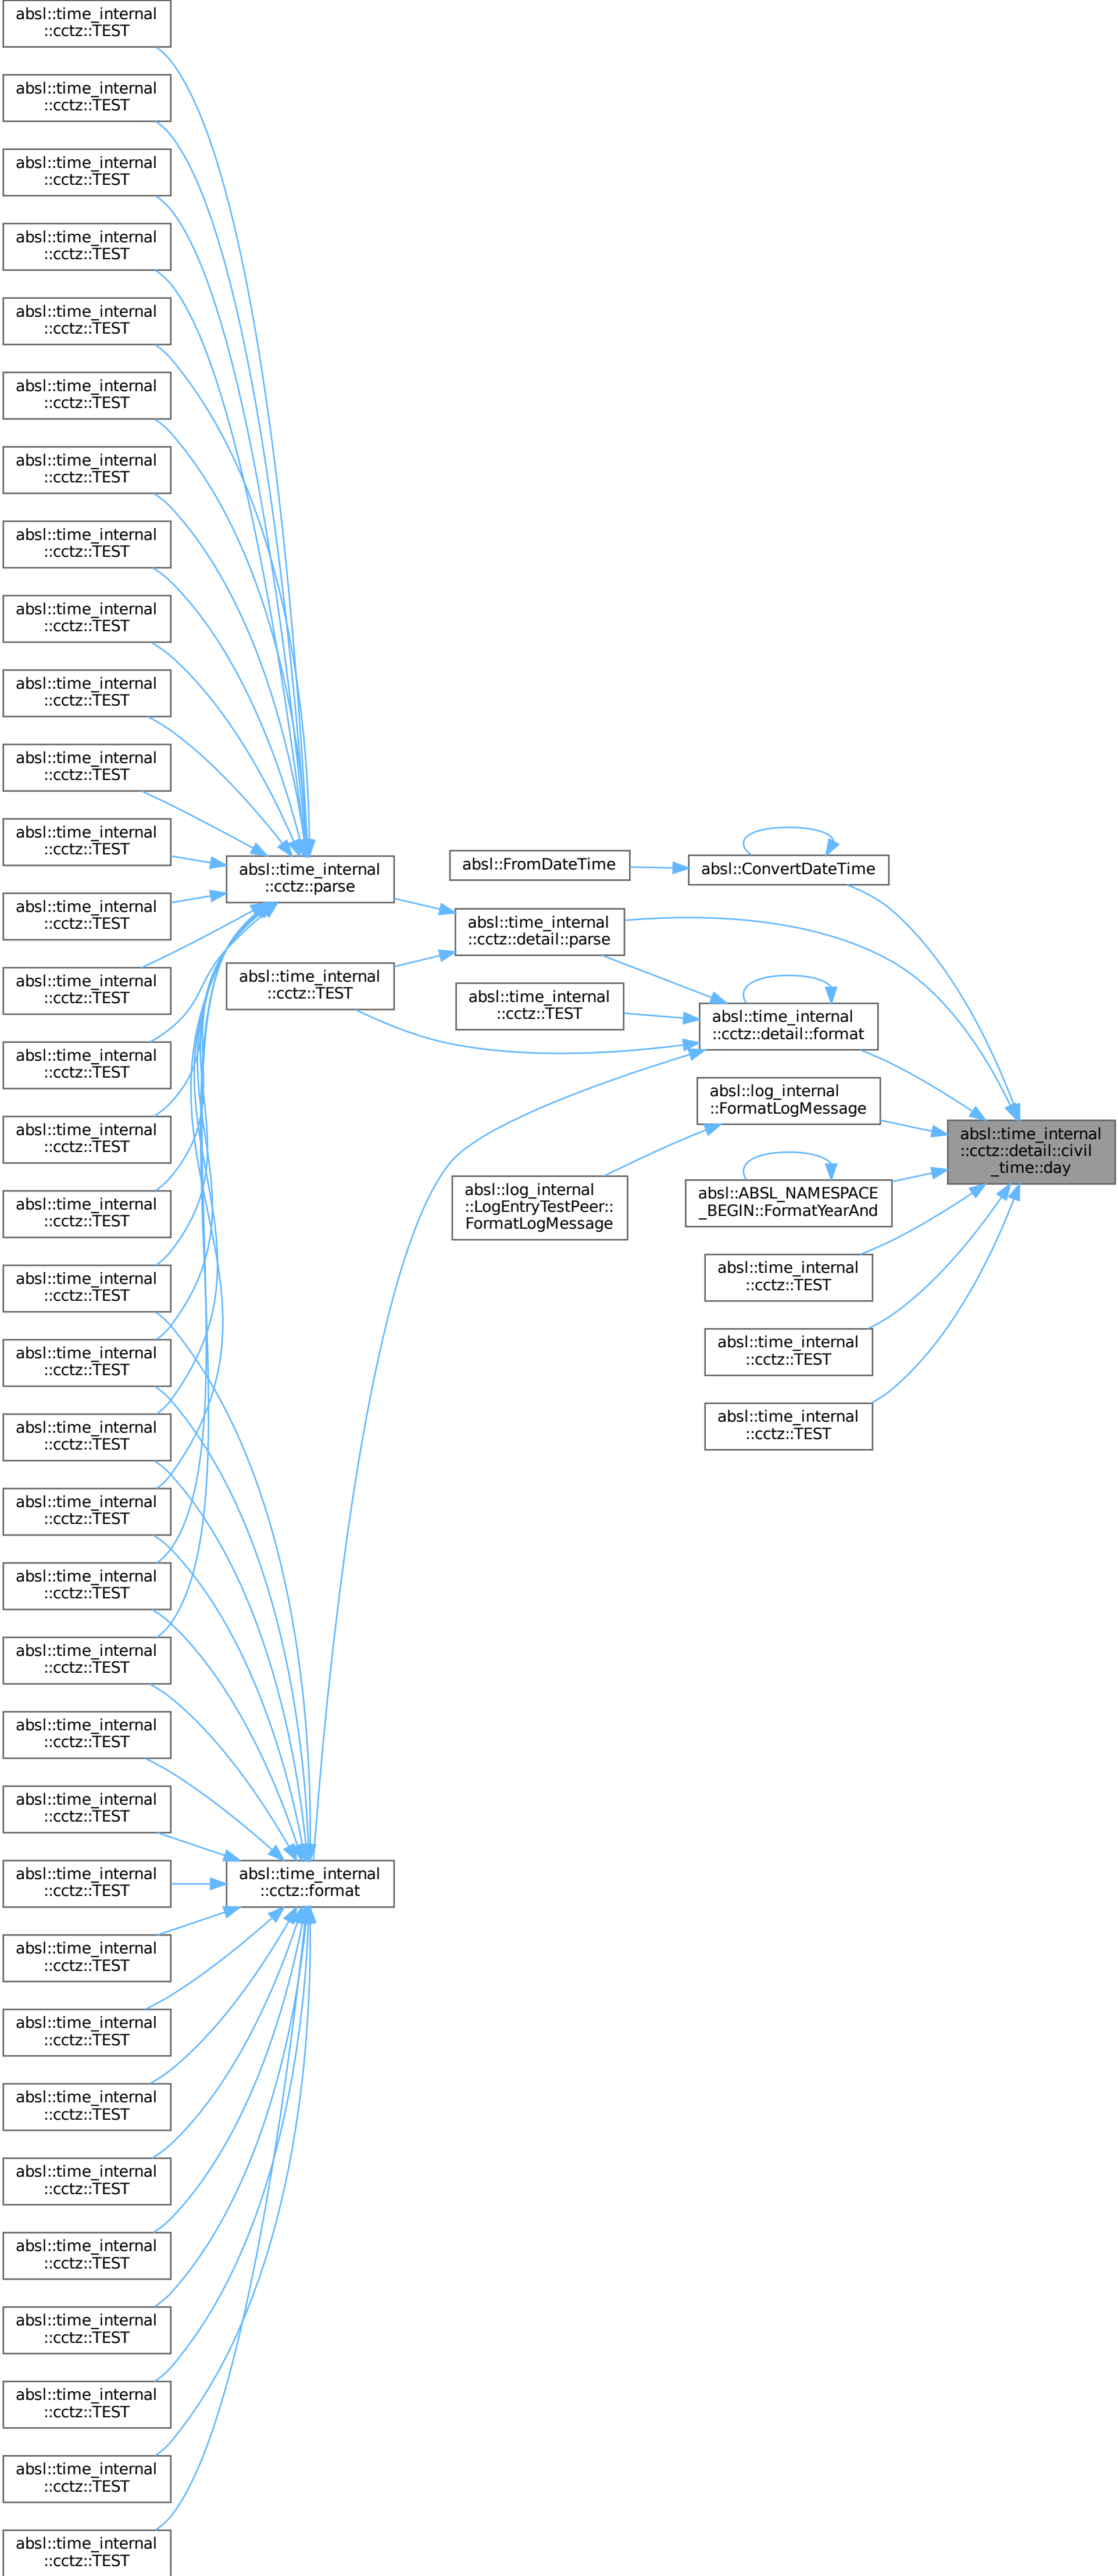 absl::time_internal
::cctz::TEST
absl::time_internal
::cctz::TEST
absl::time_internal
::cctz::TEST
absl::time_internal
::cctz::TEST
absl::time_internal
::cctz::TEST
absl::time_internal
::cctz::TEST
absl::time_internal
::cctz::TEST
absl::time_internal
::cctz::TEST
absl::time_internal
::cctz::TEST
absl::time_internal
::cctz::TEST
absl::time_internal
::cctz::TEST
absl::time_internal
::cctz::TEST
absl::time_internal
::cctz::TEST
absl::time_internal
::cctz::TEST
absl::time_internal
::cctz::TEST
absl::time_internal
::cctz::TEST
absl::time_internal
::cctz::TEST
absl::time_internal
::cctz::TEST
absl::time_internal
::cctz::TEST
absl::time_internal
::cctz::TEST
absl::time_internal
::cctz::TEST
absl::time_internal
::cctz::TEST
absl::time_internal
::cctz::TEST
absl::time_internal
::cctz::TEST
absl::time_internal
::cctz::TEST
absl::time_internal
::cctz::TEST
absl::time_internal
::cctz::TEST
absl::time_internal
::cctz::TEST
absl::time_internal
::cctz::TEST
absl::time_internal
::cctz::TEST
absl::time_internal
::cctz::TEST
absl::time_internal
::cctz::TEST
absl::time_internal
::cctz::TEST
absl::time_internal
::cctz::TEST
absl::time_internal
::cctz::TEST
absl::time_internal
::cctz::parse
absl::time_internal
::cctz::TEST
absl::time_internal
::cctz::format
absl::FromDateTime
absl::time_internal
::cctz::detail::parse
absl::time_internal
::cctz::TEST
absl::log_internal
::LogEntryTestPeer::
FormatLogMessage
absl::ConvertDateTime
absl::time_internal
::cctz::detail::format
absl::log_internal
::FormatLogMessage
absl::ABSL_NAMESPACE
_BEGIN::FormatYearAnd
absl::time_internal
::cctz::TEST
absl::time_internal
::cctz::TEST
absl::time_internal
::cctz::TEST
absl::time_internal
::cctz::detail::civil
_time::day